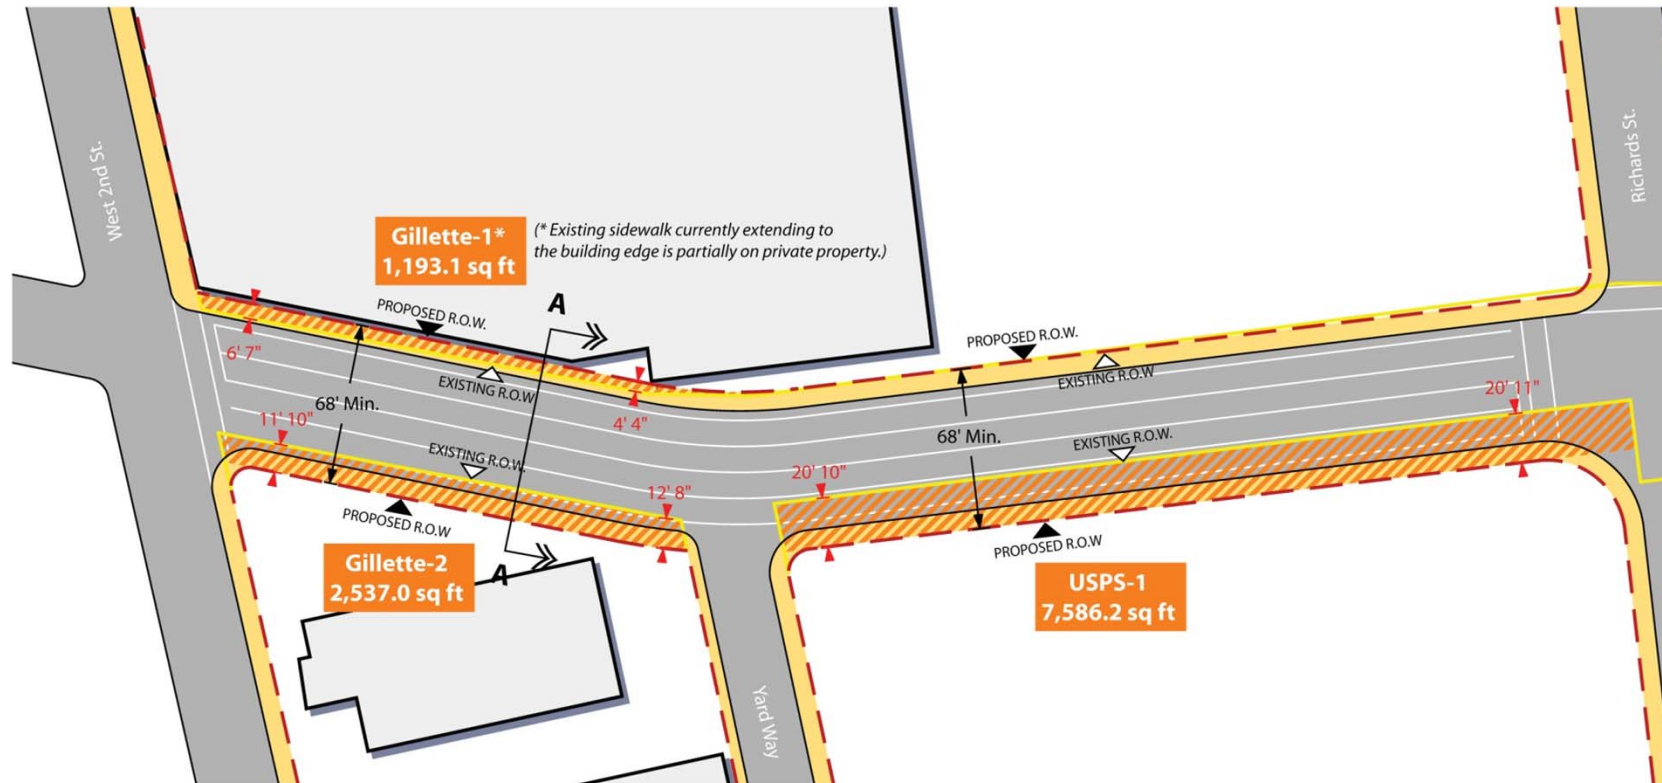 West 2nd St.
Richards St.
Gillette-1*
1,193.1 sq ft
(* Existing sidewalk currently extending to
the building edge is partially on private property.)
A
PROPOSED R.O.W.
PROPOSED R.O.W.
6' 7"
EXISTING R.O.W
EXISTING R.O.W
68' Min.
4' 4"
20' 11"
11' 10"
68' Min.
EXISTING R.O.W.
EXISTING R.O.W.
20' 10"
12' 8"
PROPOSED R.O.W
PROPOSED R.O.W
Gillette-2
2,537.0 sq ft
A
USPS-1
7,586.2 sq ft
Yard Way